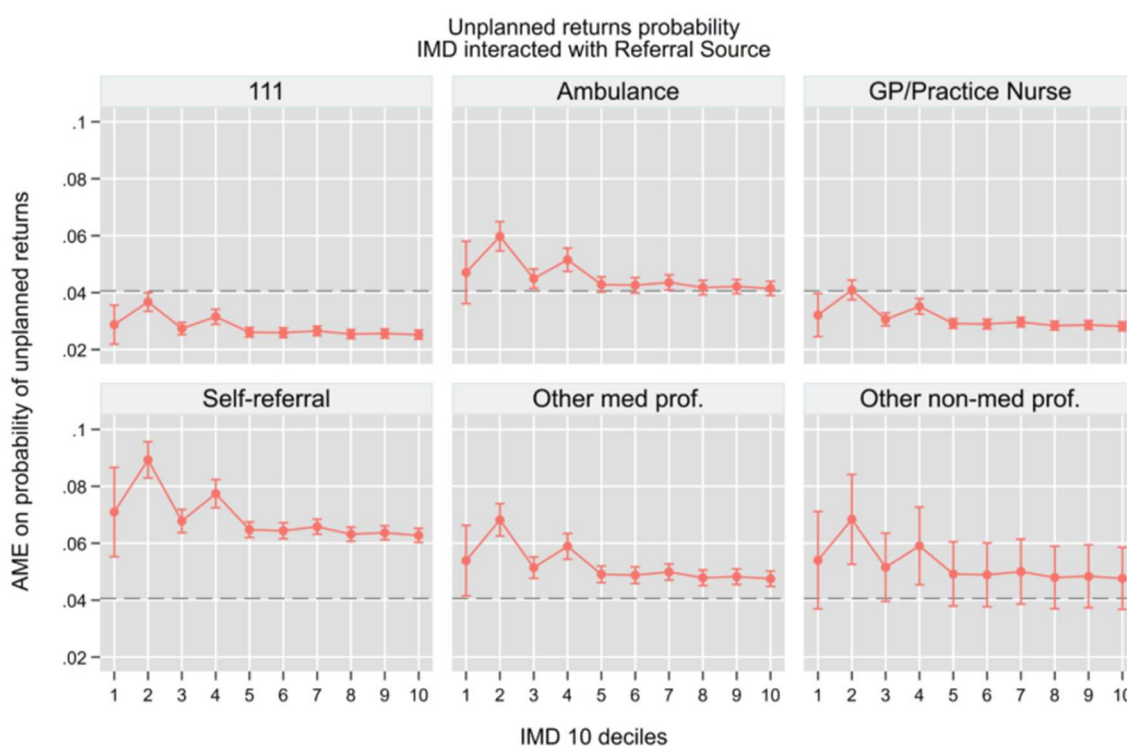 Unplanned returns probability
IMD interacted with Referral Source
111 Ambulance GP/Practice Nurse
.1
.08
.06
.04
.02
Self-referral Other med prof. Other non-med prof.
.1
.08
.06
.04
.02
1 2 3 4 5 6 7 8 9 10 1 2 3 4 5 6 7 8 9 10 1 2 3 4 5 6 7 8 9 10
IMD 10 deciles
AME on probability of unplanned returns